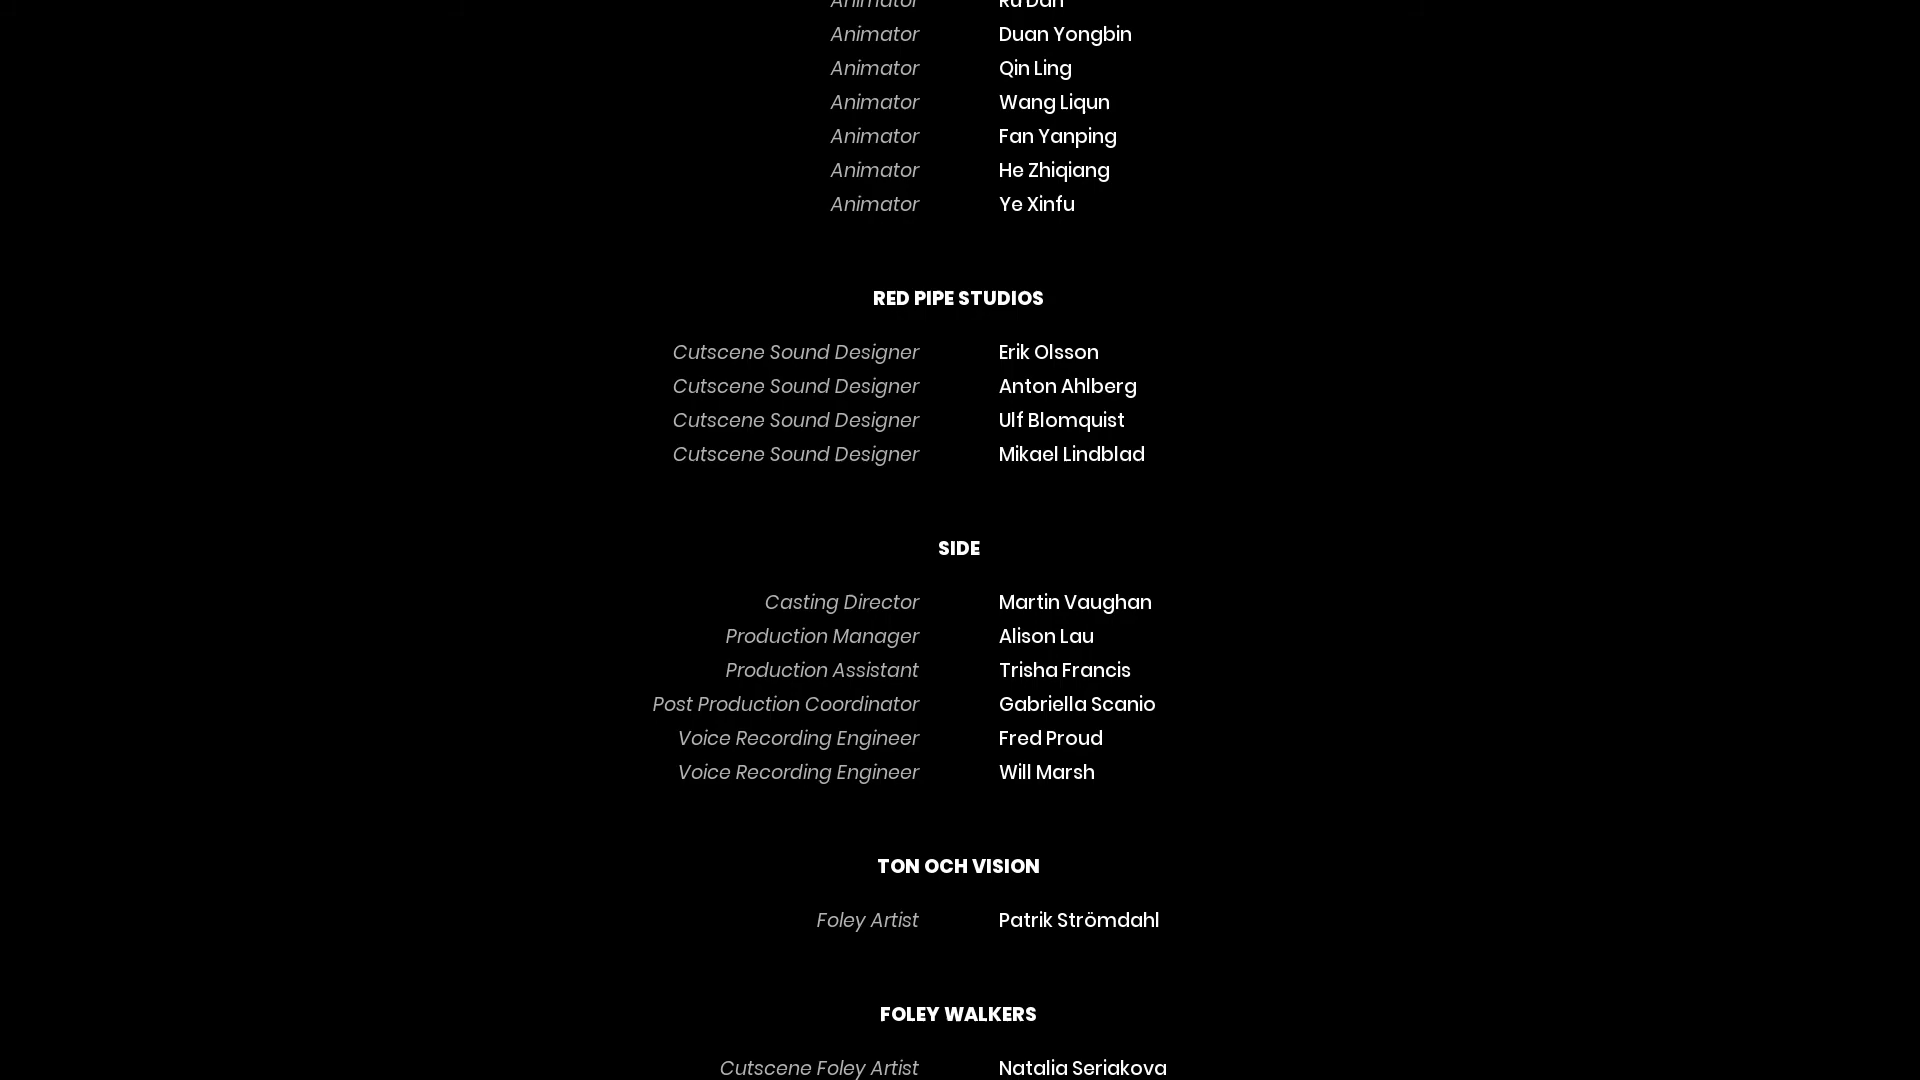 Animator Ru Dan
Animator Duan Yongbin
Animator Qin Ling
Animator Wang Liqun
Animator Fan Yanping
Animator He Zhiqiang
Animator Ye Xinfu
RED PIPE STUDIOS
Cutscene Sound Designer Erik Olsson
Cutscene Sound Designer Anton Ahlberg
Cutscene Sound Designer Ulf Blomquist
Cutscene Sound Designer Mikael Lindblad
SIDE
Casting Director Martin Vaughan
Production Manager Alison Lau
Production Assistant Trisha Francis
Post Production Coordinator Gabriella Scanio
Voice Recording Engineer Fred Proud
Voice Recording Engineer Will Marsh
TON OCH VISION
Foley Artist Patrik Strömdahl
FOLEY WALKERS
Cutscene Foley Artist Natalia Seriakova